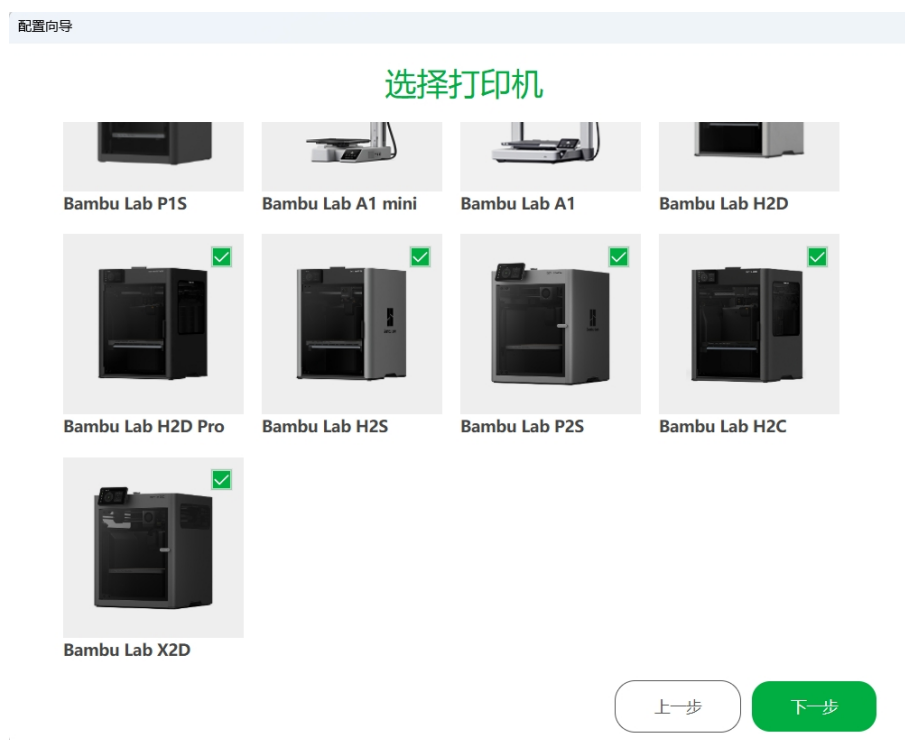 配置向导
选择打印机
Bambu Lab P1S
Bambu Lab A1 mini
Bambu Lab A1
Bambu Lab H2D
Bambu Lab H2D Pro
Bambu Lab H2S
Bambu Lab P2S
Bambu Lab H2C
Bambu Lab X2D
上一步
下一步